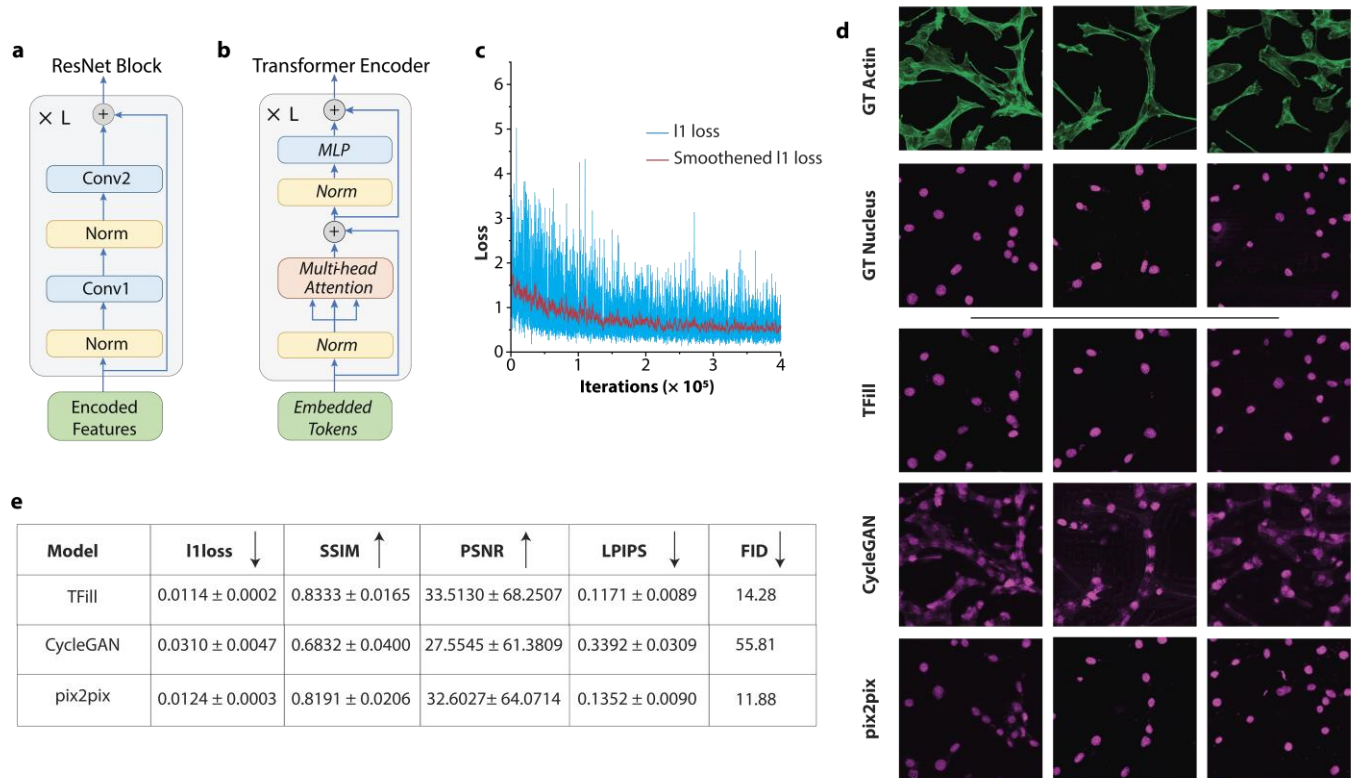 a
ResNet Block
× L
+
Conv2
Norm
Conv1
Norm
Encoded
Features
b
Transformer Encoder
× L
+
MLP
Norm
+
Multi-head
Attention
Norm
Embedded
Tokens
c
Loss
6
5
4
3
2
1
0
l1 loss
Smoothened l1 loss
0 1 2 3 4
Iterations (× 10⁵)
d
GT Actin
GT Nucleus
TFill
CycleGAN
pix2pix
e
Model l1loss ↓ SSIM ↑ PSNR ↑ LPIPS ↓ FID ↓
TFill 0.0114 ± 0.0002 0.8333 ± 0.0165 33.5130 ± 68.2507 0.1171 ± 0.0089 14.28
CycleGAN 0.0310 ± 0.0047 0.6832 ± 0.0400 27.5545 ± 61.3809 0.3392 ± 0.0309 55.81
pix2pix 0.0124 ± 0.0003 0.8191 ± 0.0206 32.6027± 64.0714 0.1352 ± 0.0090 11.88